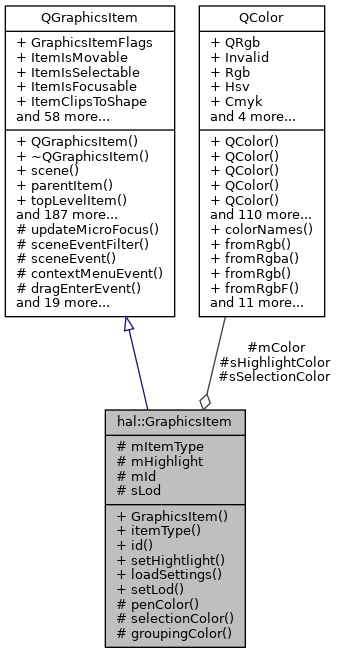 QGraphicsItem
+ GraphicsItemFlags
+ ItemIsMovable
+ ItemIsSelectable
+ ItemIsFocusable
+ ItemClipsToShape
and 58 more...
+ QGraphicsItem()
+ ~QGraphicsItem()
+ scene()
+ parentItem()
+ topLevelItem()
and 187 more...
# updateMicroFocus()
# sceneEventFilter()
# sceneEvent()
# contextMenuEvent()
# dragEnterEvent()
and 19 more...
QColor
+ QRgb
+ Invalid
+ Rgb
+ Hsv
+ Cmyk
and 4 more...
+ QColor()
+ QColor()
+ QColor()
+ QColor()
+ QColor()
and 110 more...
+ colorNames()
+ fromRgb()
+ fromRgba()
+ fromRgb()
+ fromRgbF()
and 11 more...
#mColor
#sHighlightColor
#sSelectionColor
hal::GraphicsItem
# mItemType
# mHighlight
# mId
# sLod
+ GraphicsItem()
+ itemType()
+ id()
+ setHightlight()
+ loadSettings()
+ setLod()
# penColor()
# selectionColor()
# groupingColor()